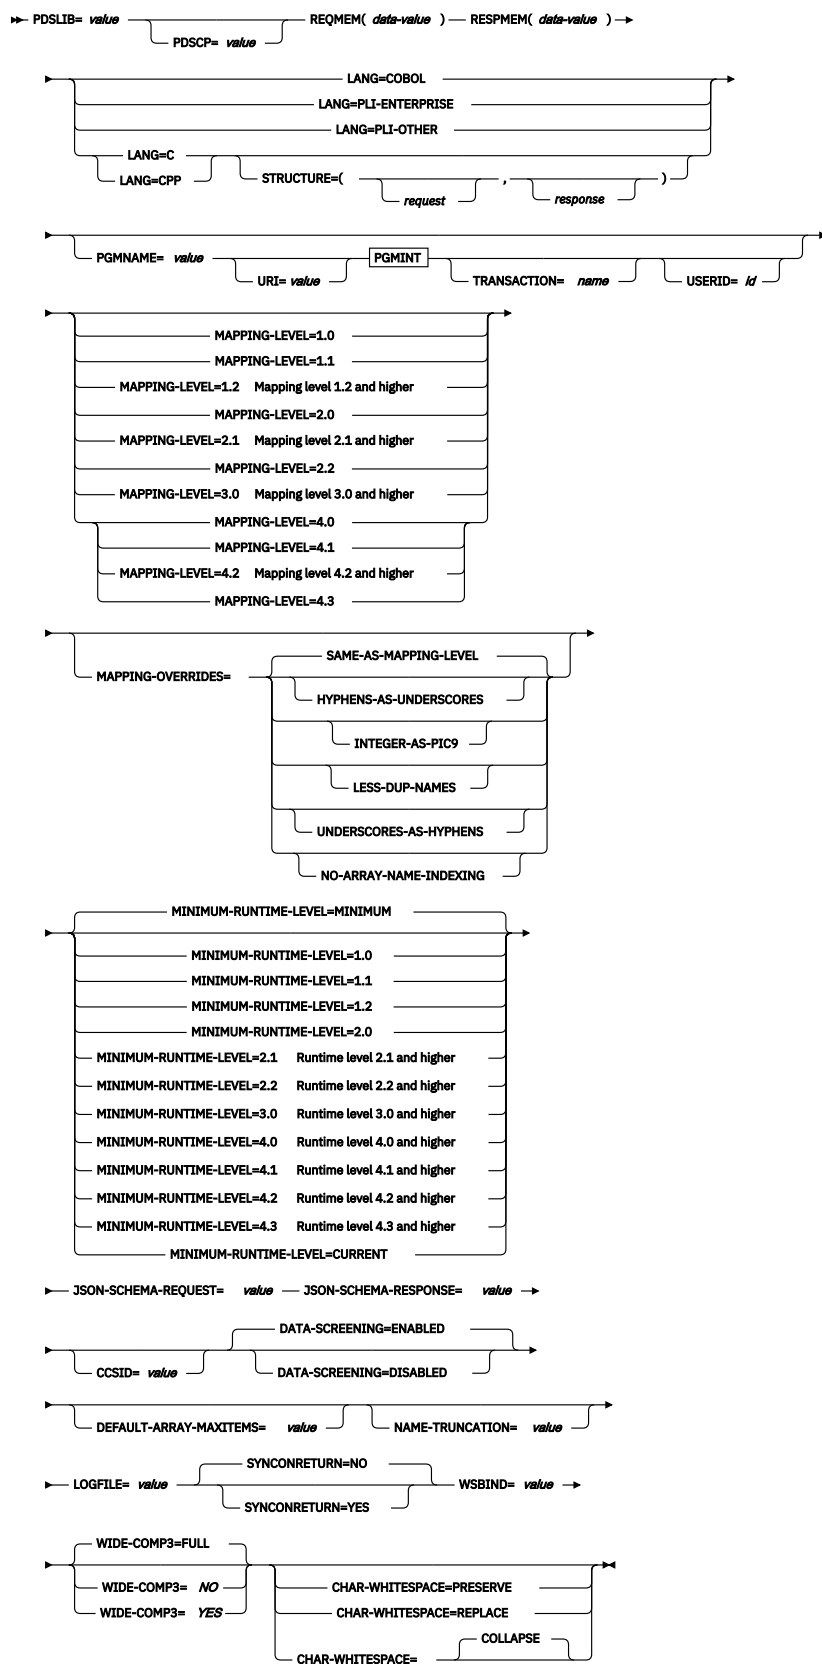 PDSLIB= value REQMEM( data-value ) RESPMEM( data-value )
PDSCP= value
LANG=COBOL
LANG=PLI-ENTERPRISE
LANG=PLI-OTHER
LANG=C
LANG=CPP STRUCTURE=( , )
request response
PGMNAME= value PGMINT
URI= value TRANSACTION= name USERID= id
MAPPING-LEVEL=1.0
MAPPING-LEVEL=1.1
MAPPING-LEVEL=1.2 Mapping level 1.2 and higher
MAPPING-LEVEL=2.0
MAPPING-LEVEL=2.1 Mapping level 2.1 and higher
MAPPING-LEVEL=2.2
MAPPING-LEVEL=3.0 Mapping level 3.0 and higher
MAPPING-LEVEL=4.0
MAPPING-LEVEL=4.1
MAPPING-LEVEL=4.2 Mapping level 4.2 and higher
MAPPING-LEVEL=4.3
SAME-AS-MAPPING-LEVEL
MAPPING-OVERRIDES=
HYPHENS-AS-UNDERSCORES
INTEGER-AS-PIC9
LESS-DUP-NAMES
UNDERSCORES-AS-HYPHENS
NO-ARRAY-NAME-INDEXING
MINIMUM-RUNTIME-LEVEL=MINIMUM
MINIMUM-RUNTIME-LEVEL=1.0
MINIMUM-RUNTIME-LEVEL=1.1
MINIMUM-RUNTIME-LEVEL=1.2
MINIMUM-RUNTIME-LEVEL=2.0
MINIMUM-RUNTIME-LEVEL=2.1 Runtime level 2.1 and higher
MINIMUM-RUNTIME-LEVEL=2.2 Runtime level 2.2 and higher
MINIMUM-RUNTIME-LEVEL=3.0 Runtime level 3.0 and higher
MINIMUM-RUNTIME-LEVEL=4.0 Runtime level 4.0 and higher
MINIMUM-RUNTIME-LEVEL=4.1 Runtime level 4.1 and higher
MINIMUM-RUNTIME-LEVEL=4.2 Runtime level 4.2 and higher
MINIMUM-RUNTIME-LEVEL=4.3 Runtime level 4.3 and higher
MINIMUM-RUNTIME-LEVEL=CURRENT
JSON-SCHEMA-REQUEST= value JSON-SCHEMA-RESPONSE= value
DATA-SCREENING=ENABLED
CCSID= value DATA-SCREENING=DISABLED
DEFAULT-ARRAY-MAXITEMS= value NAME-TRUNCATION= value
SYNCONRETURN=NO
LOGFILE= value WSBIND= value
SYNCONRETURN=YES
WIDE-COMP3=FULL
WIDE-COMP3= NO CHAR-WHITESPACE=PRESERVE
WIDE-COMP3= YES CHAR-WHITESPACE=REPLACE
COLLAPSE
CHAR-WHITESPACE=